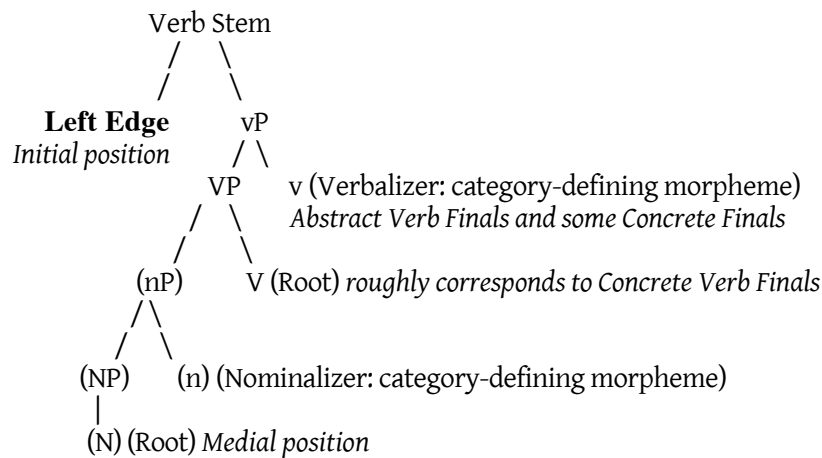 Verb Stem
Left Edge vP
Initial position
VP v (Verbalizer: category-defining morpheme)
Abstract Verb Finals and some Concrete Finals
(nP) V (Root) roughly corresponds to Concrete Verb Finals
(NP) (n) (Nominalizer: category-defining morpheme)
(N) (Root) Medial position